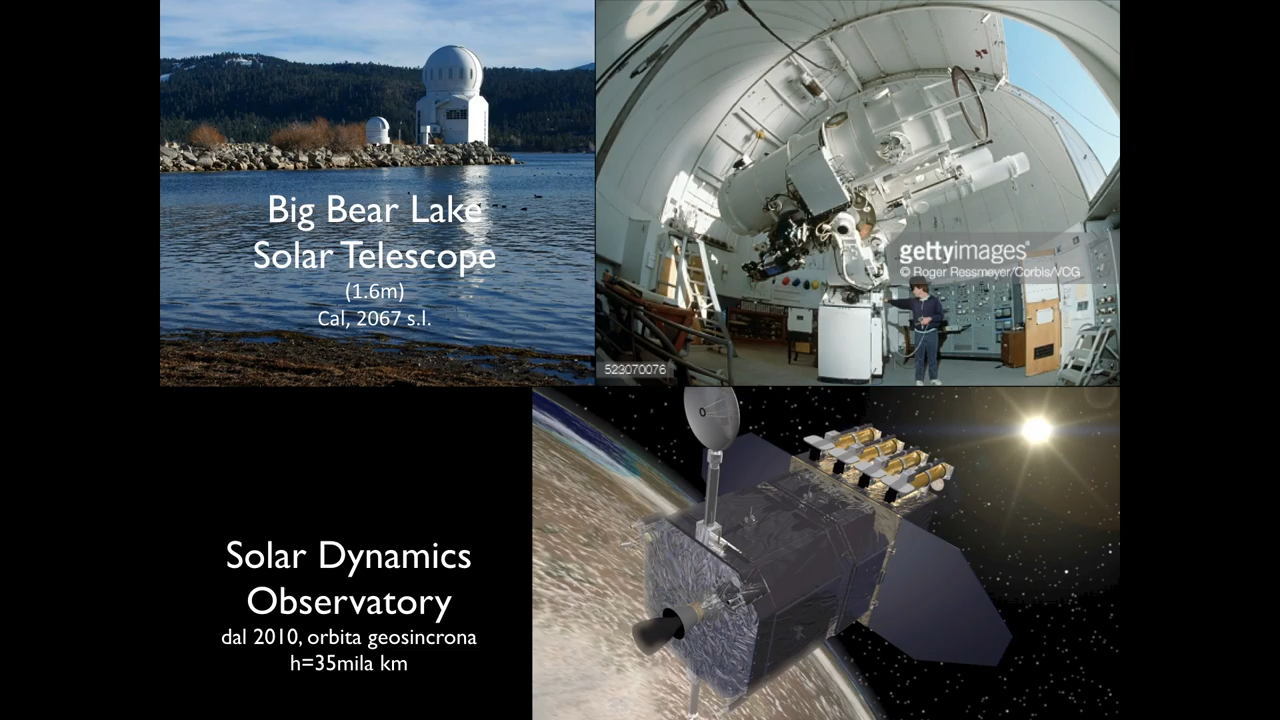 Big Bear Lake
Solar Telescope
(1.6m)
Cal, 2067 s.l.
gettyimages®
© Roger Ressmeyer/Corbis/VCG
523070076
Solar Dynamics
Observatory
dal 2010, orbita geosincrona
h=35mila km